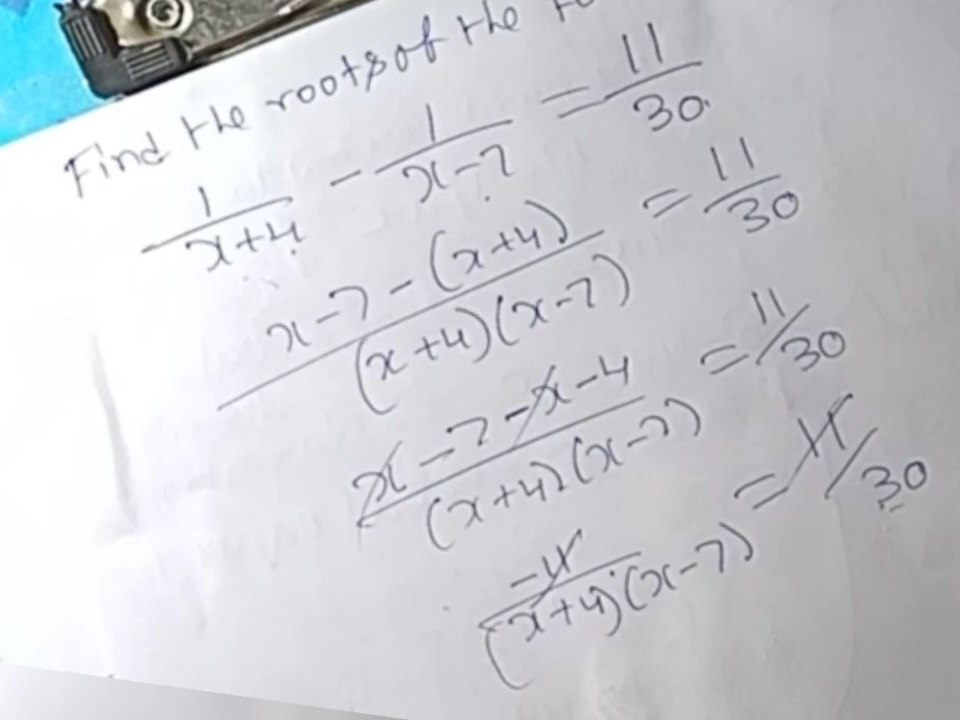 Find the roots of the
1/(x+4) - 1/(x-7) = 11/30
(x-7-(x+4))/((x+4)(x-7)) = 11/30
(x-7-x-4)/((x+4)(x-7)) = 11/30
-11/((x+4)(x-7)) = 11/30